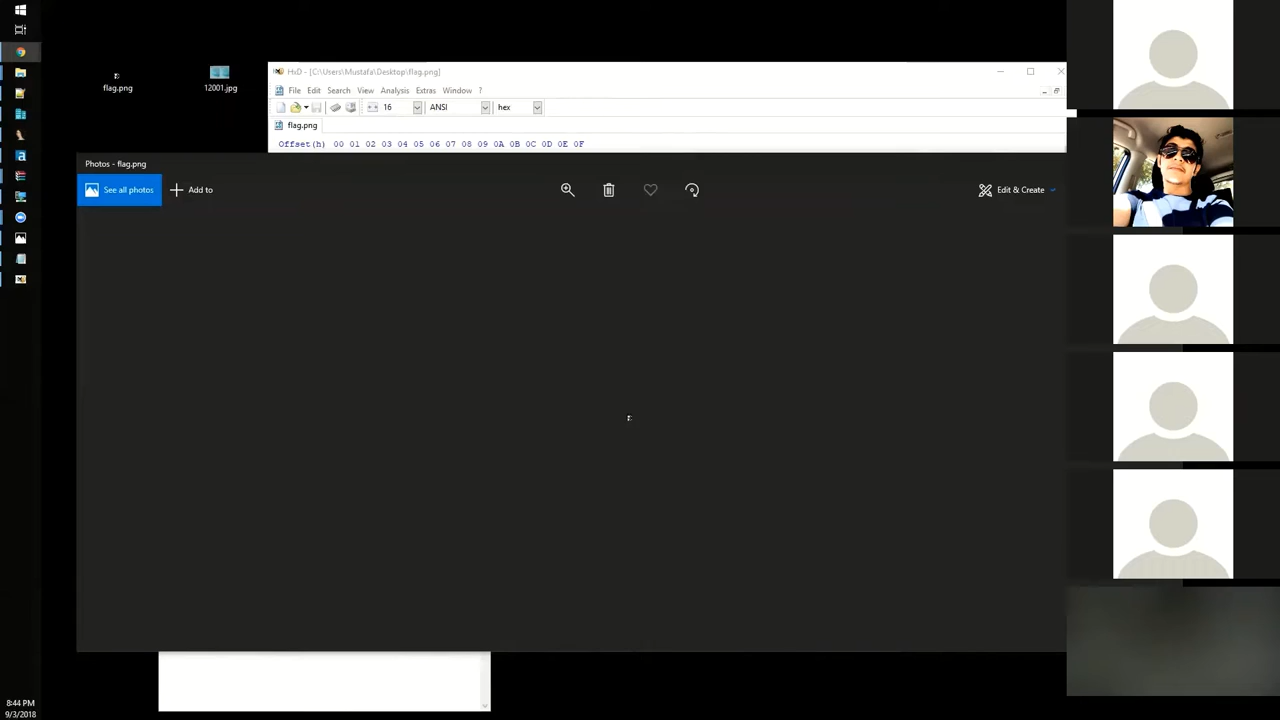 flag.png
12001.jpg
HxD - [C:\Users\Mustafa\Desktop\flag.png]
File Edit Search View Analysis Extras Window ?
16 ANSI hex
flag.png
Offset(h) 00 01 02 03 04 05 06 07 08 09 0A 0B 0C 0D 0E 0F
Photos - flag.png
See all photos Add to Edit & Create
8:44 PM
9/3/2018